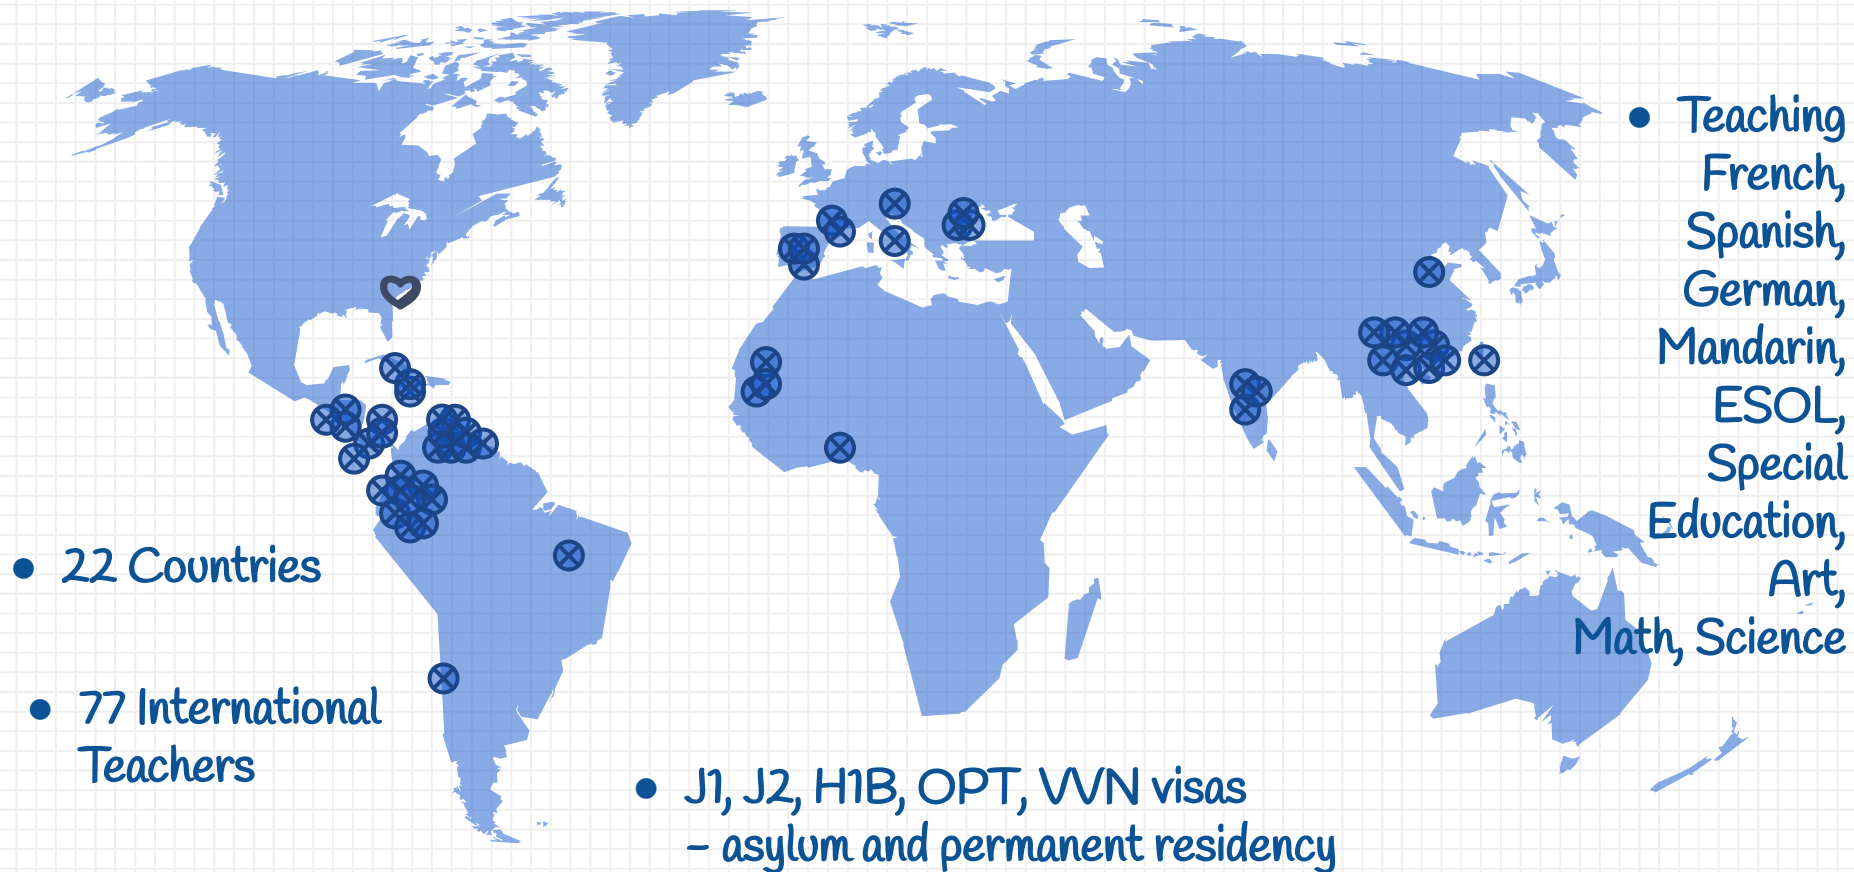 • Teaching
French,
Spanish,
German,
Mandarin,
ESOL,
Special
Education,
Art,
Math, Science
• 22 Countries
• 77 International
Teachers
• J1, J2, H1B, OPT, VVN visas
– asylum and permanent residency